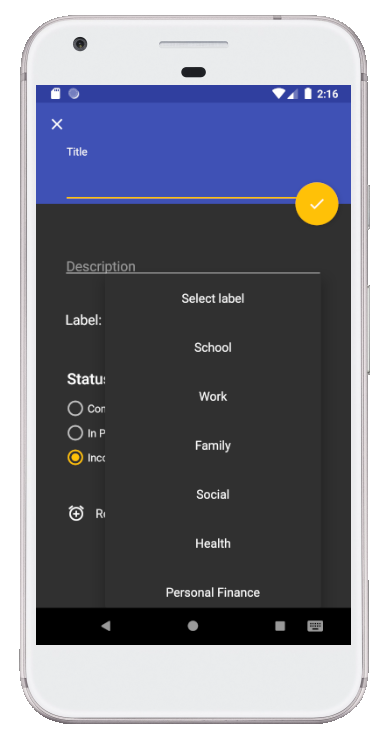 2:16
Title
Description
Select label
Label:
School
Status
Work
Con
In P
Family
Inco
Social
Re
Health
Personal Finance